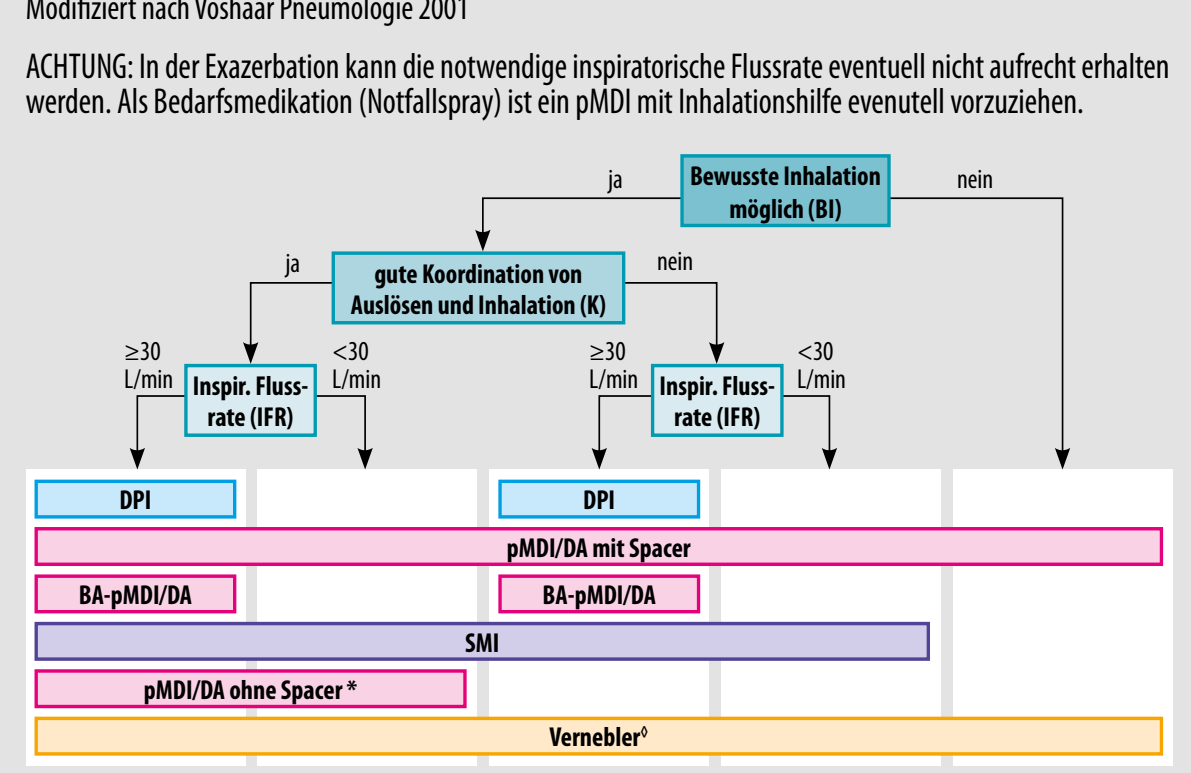 Modifiziert nach Voshaar Pneumologie 2001
ACHTUNG: In der Exazerbation kann die notwendige inspiratorische Flussrate eventuell nicht aufrecht erhalten
werden. Als Bedarfsmedikation (Notfallspray) ist ein pMDI mit Inhalationshilfe evenutell vorzuziehen.
ja
Bewusste Inhalation
möglich (BI)
nein
ja
gute Koordination von
Auslösen und Inhalation (K)
nein
≥30
L/min
Inspir. Fluss-
rate (IFR)
<30
L/min
≥30
L/min
Inspir. Fluss-
rate (IFR)
<30
L/min
DPI
DPI
pMDI/DA mit Spacer
BA-pMDI/DA
BA-pMDI/DA
SMI
pMDI/DA ohne Spacer *
Vernebler◊